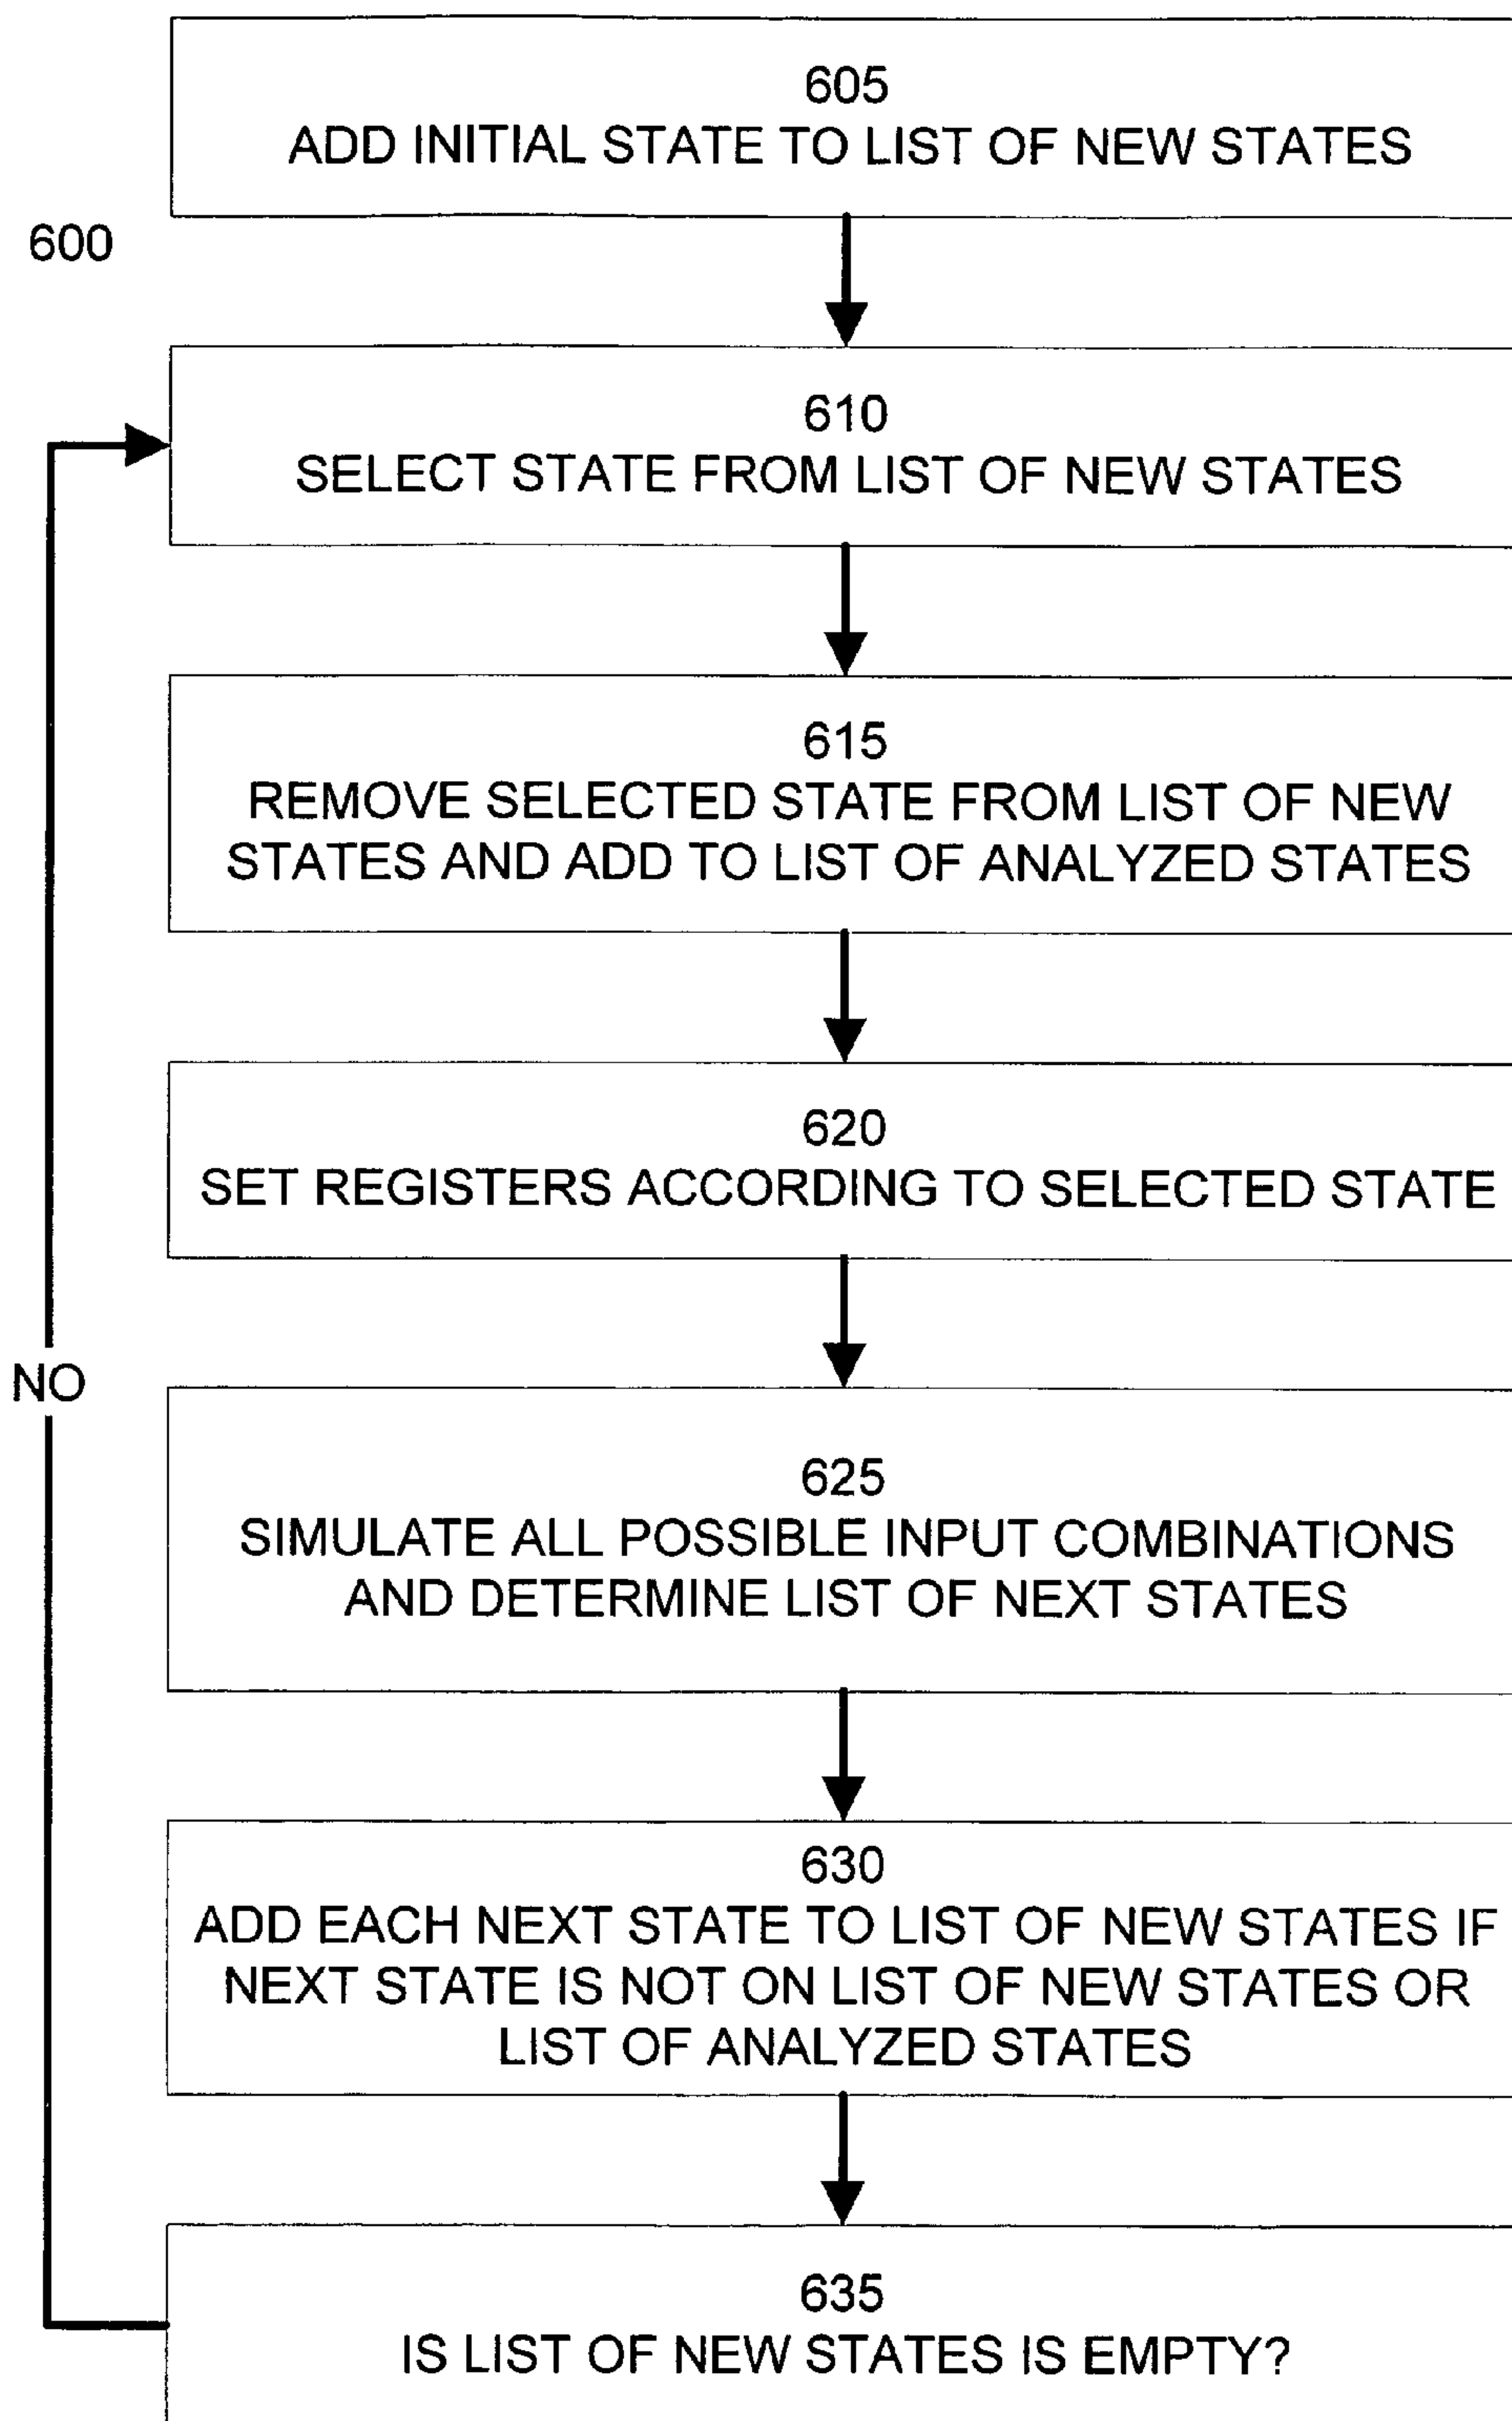 605
ADD INITIAL STATE TO LIST OF NEW STATES
600
610
SELECT STATE FROM LIST OF NEW STATES
615
REMOVE SELECTED STATE FROM LIST OF NEW
STATES AND ADD TO LIST OF ANALYZED STATES
620
SET REGISTERS ACCORDING TO SELECTED STATE
NO
625
SIMULATE ALL POSSIBLE INPUT COMBINATIONS
AND DETERMINE LIST OF NEXT STATES
630
ADD EACH NEXT STATE TO LIST OF NEW STATES IF
NEXT STATE IS NOT ON LIST OF NEW STATES OR
LIST OF ANALYZED STATES
635
IS LIST OF NEW STATES IS EMPTY?